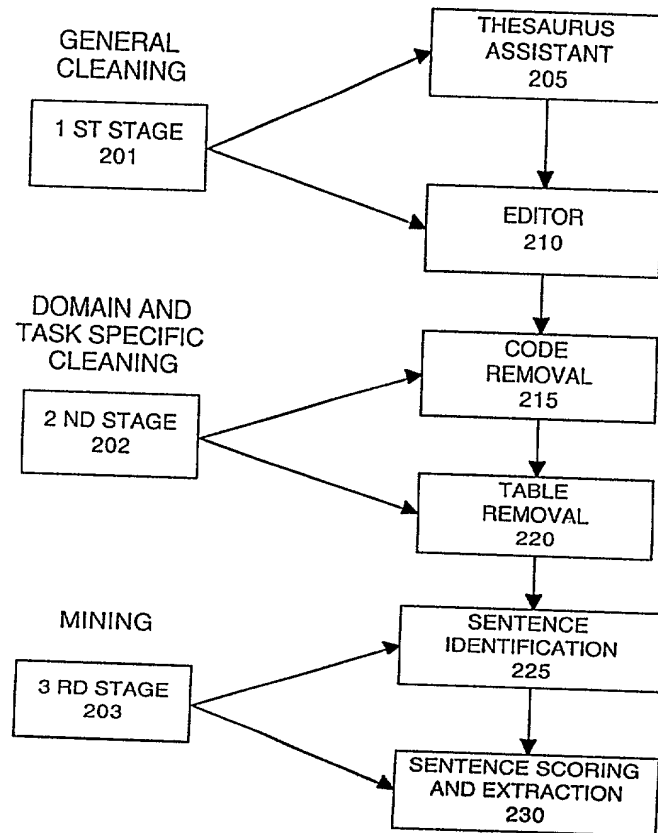 GENERAL
CLEANING
1 ST STAGE
201
THESAURUS
ASSISTANT
205
EDITOR
210
DOMAIN AND
TASK SPECIFIC
CLEANING
2 ND STAGE
202
CODE
REMOVAL
215
TABLE
REMOVAL
220
MINING
3 RD STAGE
203
SENTENCE
IDENTIFICATION
225
SENTENCE SCORING
AND EXTRACTION
230